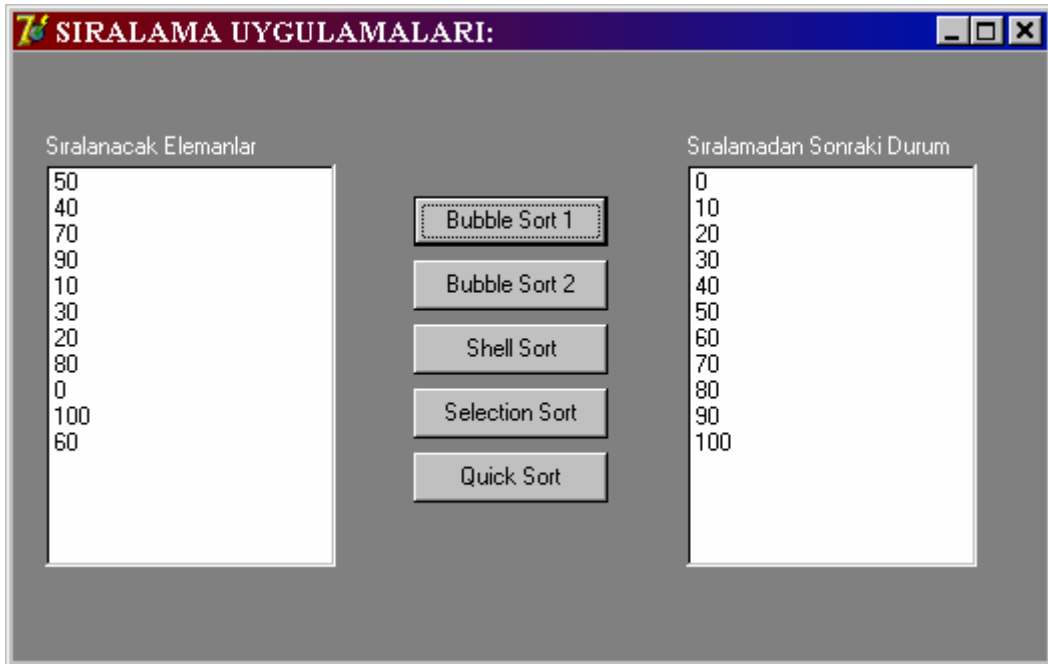 SIRALAMA UYGULAMALARI:
Sıralanacak Elemanlar
50
40
70
90
10
30
20
80
0
100
60
Bubble Sort 1
Bubble Sort 2
Shell Sort
Selection Sort
Quick Sort
Sıralamadan Sonraki Durum
0
10
20
30
40
50
60
70
80
90
100